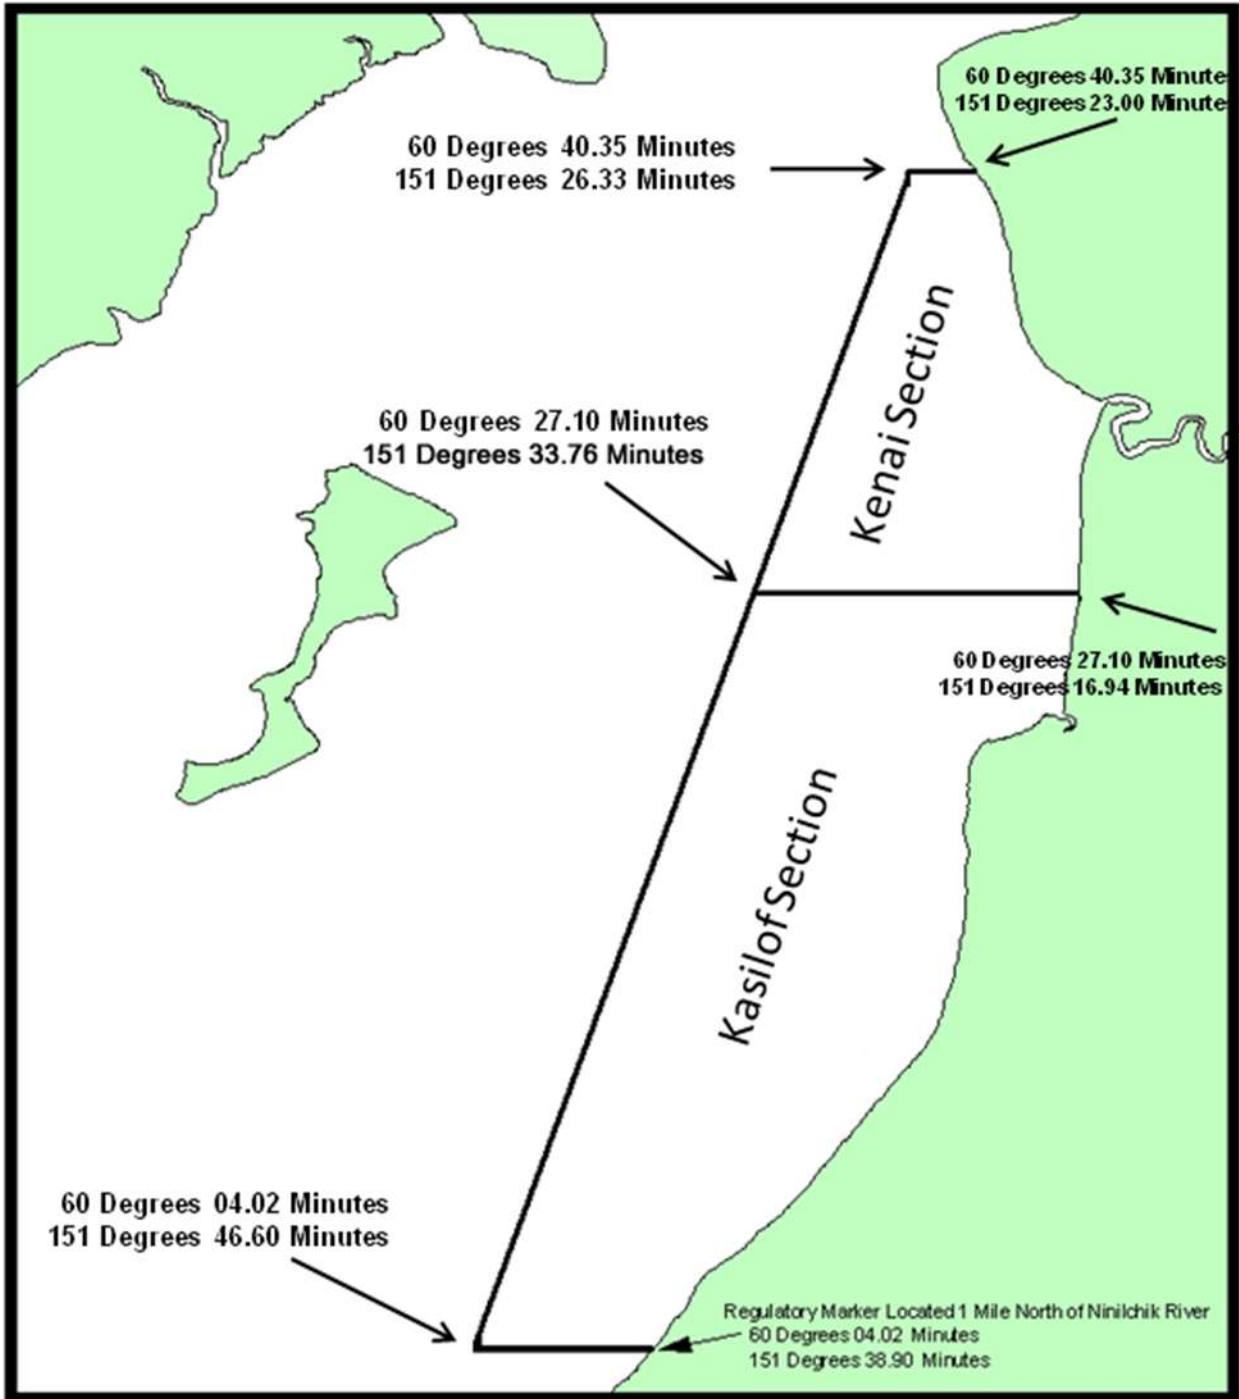 60 Degrees 40.35 Minute
151 Degrees 23.00 Minute
60 Degrees 40.35 Minutes
151 Degrees 26.33 Minutes
Kenai Section
60 Degrees 27.10 Minutes
151 Degrees 33.76 Minutes
60 Degrees 27.10 Minutes
151 Degrees 16.94 Minutes
Kasilof Section
60 Degrees 04.02 Minutes
151 Degrees 46.60 Minutes
Regulatory Marker Located 1 Mile North of Ninilchik River
60 Degrees 04.02 Minutes
151 Degrees 38.90 Minutes